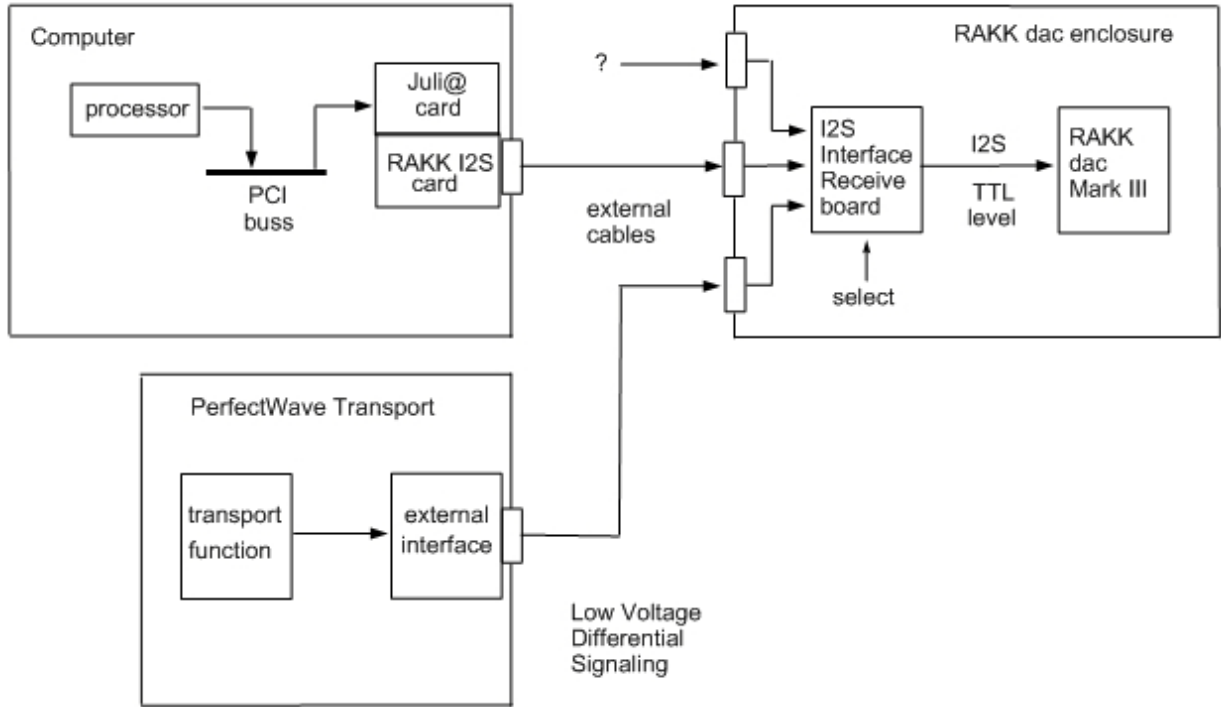 Computer
processor
PCI
buss
Juli@
card
RAKK I2S
card
?
external
cables
RAKK dac enclosure
I2S
Interface
Receive
board
select
I2S
TTL
level
RAKK
dac
Mark III
PerfectWave Transport
transport
function
external
interface
Low Voltage
Differential
Signaling